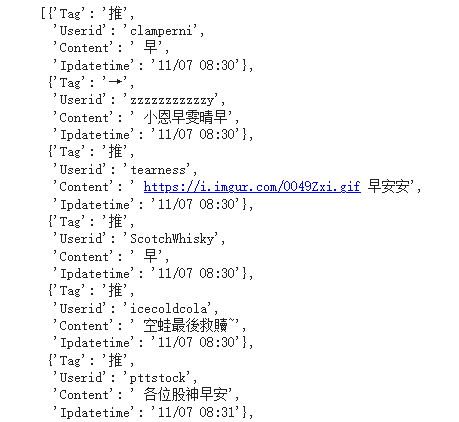 [{'Tag': '推',
'Userid': 'clamperni',
'Content': ' 早',
'Ipdatetime': '11/07 08:30'},
{'Tag': '→',
'Userid': 'zzzzzzzzzzzy',
'Content': ' 小恩早雯晴早',
'Ipdatetime': '11/07 08:30'},
{'Tag': '推',
'Userid': 'tearness',
'Content': ' https://i.imgur.com/0049Zxi.gif 早安安',
'Ipdatetime': '11/07 08:30'},
{'Tag': '推',
'Userid': 'ScotchWhisky',
'Content': ' 早',
'Ipdatetime': '11/07 08:30'},
{'Tag': '推',
'Userid': 'icecoldcola',
'Content': ' 空蛙最後救贖~',
'Ipdatetime': '11/07 08:30'},
{'Tag': '推',
'Userid': 'pttstock',
'Content': ' 各位股神早安',
'Ipdatetime': '11/07 08:31'},